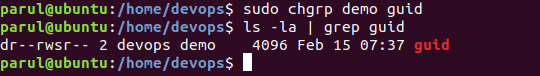 parul@ubuntu:/home/devops$ sudo chgrp demo guid
parul@ubuntu:/home/devops$ ls -la | grep guid
dr--rwsr-- 2 devops demo    4096 Feb 15 07:37 guid
parul@ubuntu:/home/devops$